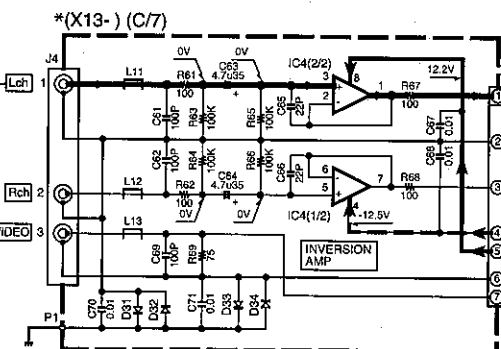 *(X13- ) (C/7)
J4
Lch
1
L11
R61
100
0V
C63
4.7u35
0V
IC4(2/2)
3
2
8
1
R67
100
12.2V
1
C61
100P
R63
100K
R65
100K
C65
22P
C67
0.01
2
C62
100P
R64
100K
R66
100K
C66
22P
C68
0.01
Rch
2
L12
R62
100
C64
4.7u35
6
5
7
R68
100
3
0V
0V
IC4(1/2)
4
-12.5V
4
VIDEO
3
L13
C69
100P
R69
75
INVERSION
AMP
5
6
7
C70
0.01
D31
D32
C71
0.01
D33
D34
P1